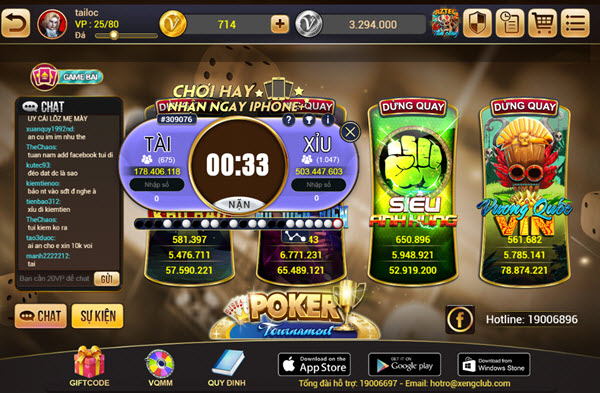 tailoc
VP : 25/80
Đá
714
3.294.000
AZTEC
GAME BÀI
CHƠI HAY
NHẬN NGAY IPHONE
DỪNG QUAY
DỪNG QUAY
#309076
TÀI
(675)
178.406.118
Nhập số
0
00:33
NẶN
XỈU
(1.047)
503.447.603
Nhập số
0
CHAT
xuanquy1992nd:
an cu im im nhu the
TheChaos:
tuan nam add facebook tui di
kutec93:
đéo dat dc là sao
kiemtienoo:
bảo nt vào sđt đ nghe à
tienbao312:
xỉu di kiemtien
TheChaos:
tui kiem ko ra
tao3duoc:
ai an cho e xin 10k voi
manh2222212:
tai
Bạn cần 20VP để chat
GỬI
581.397
5.476.711
57.590.221
43
6.771.231
65.489.121
SIÊU
ANH HÙNG
650.896
5.948.921
52.919.200
Vương Quốc
VIN
561.682
5.785.141
78.874.221
CHAT
SỰ KIỆN
POKER
Tournament
Hotline: 19006896
GIFTCODE
VQMM
QUY ĐỊNH
Download on the
App Store
GET IT ON
Google play
Download from
Windows Store
Tổng đài hỗ trợ: 19006697 - Email: hotro@xengclub.com